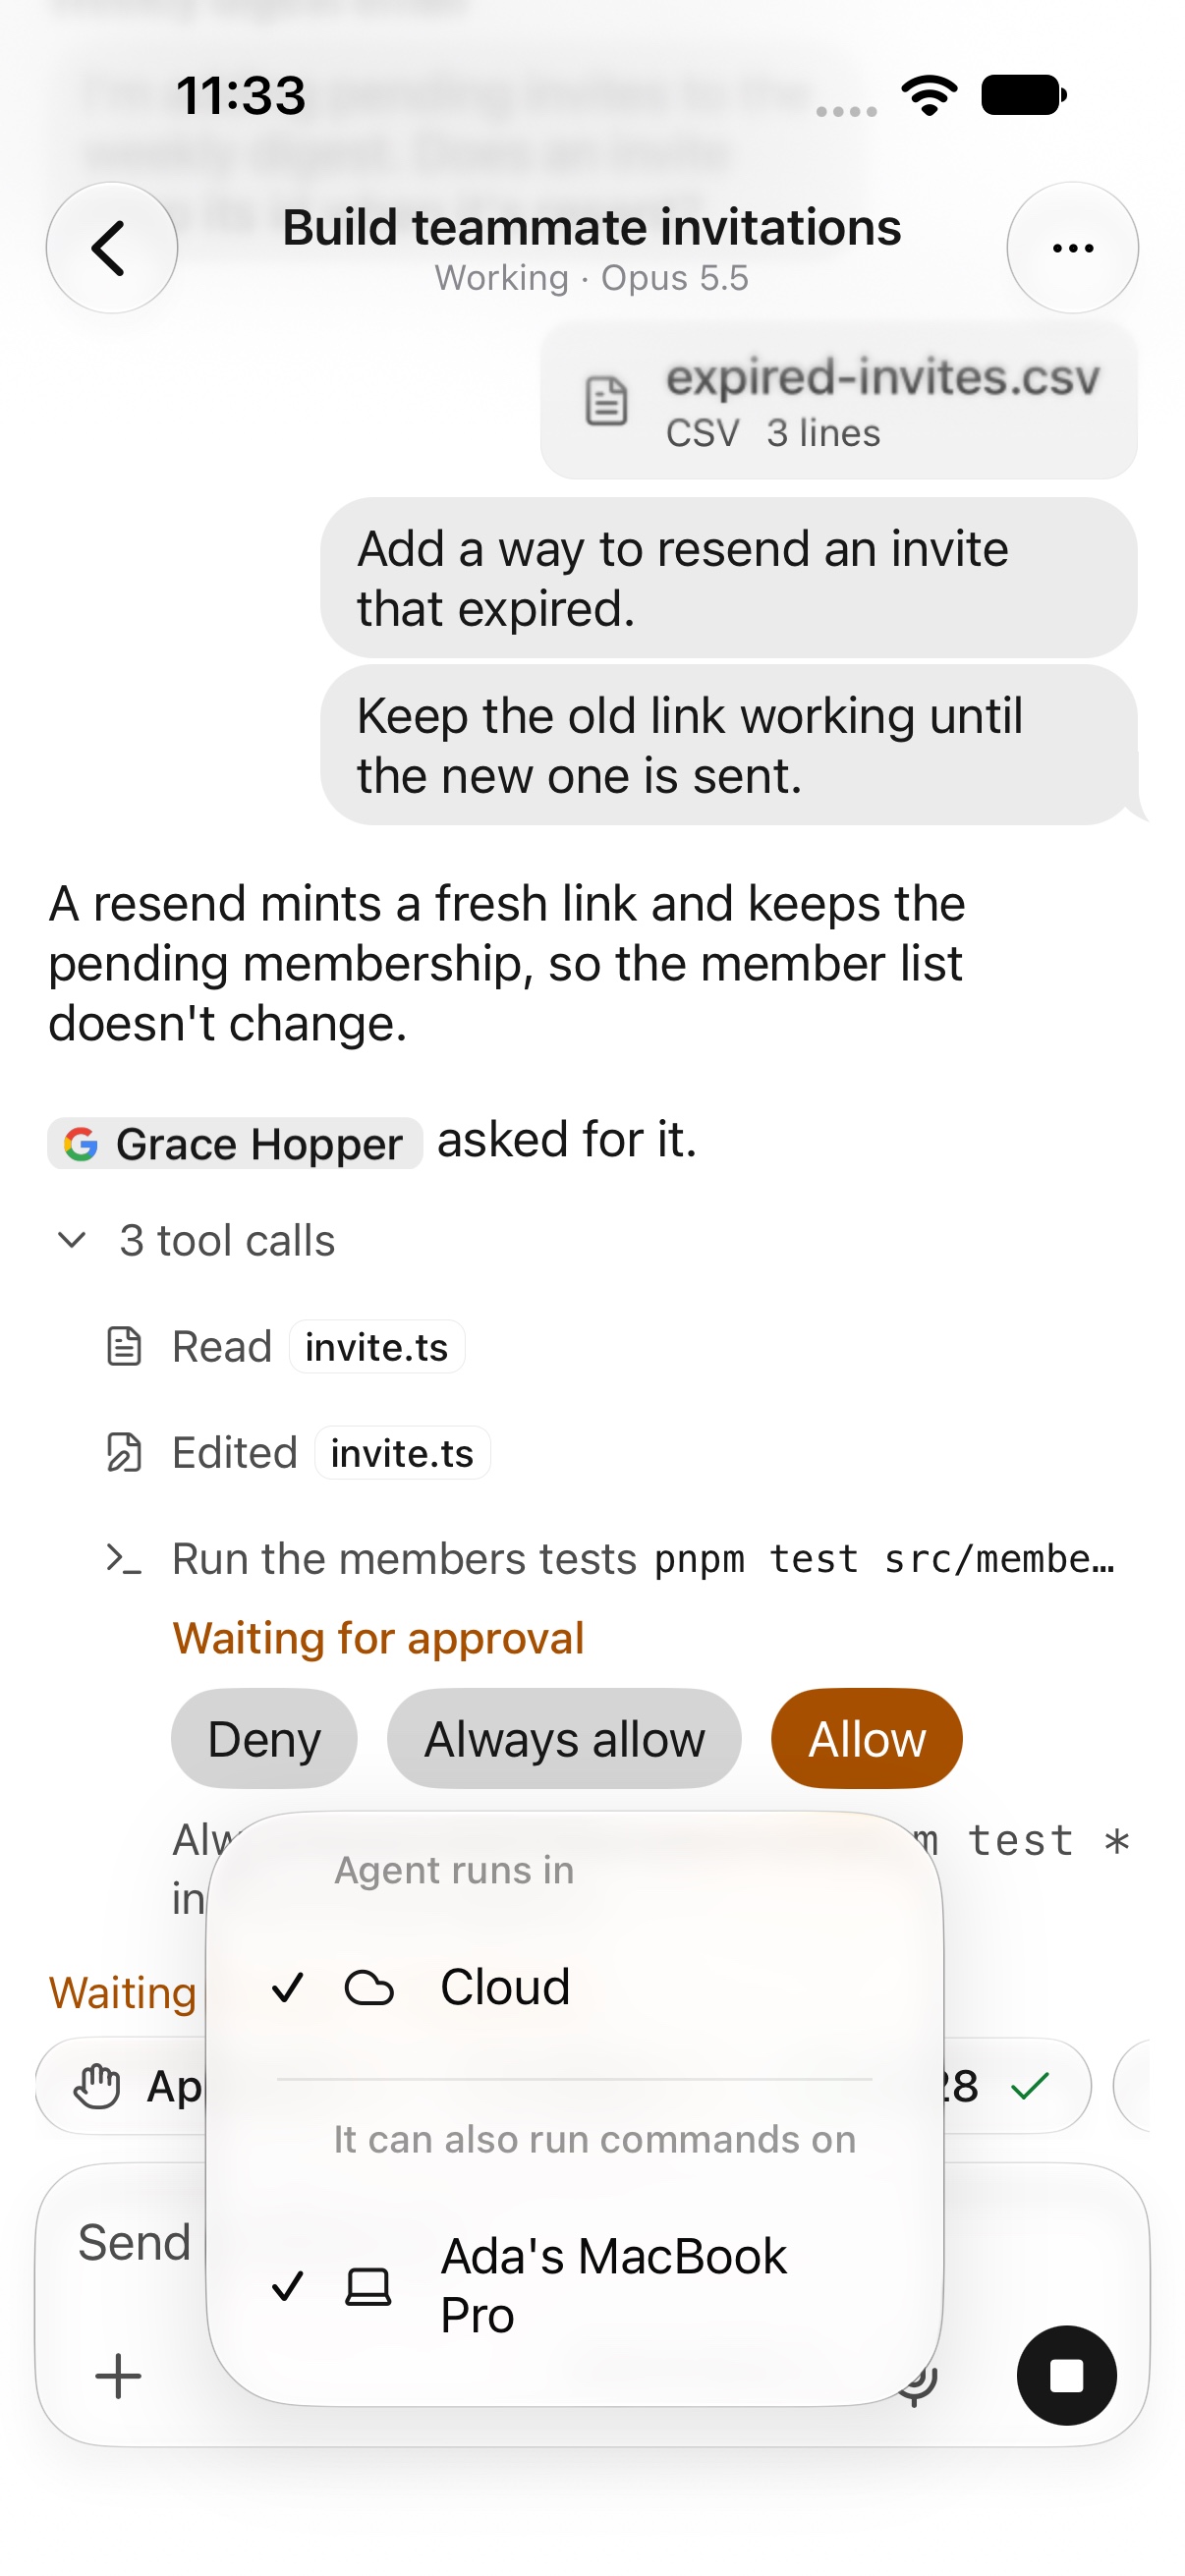 11:33
Build teammate invitations
Working · Opus 5.5
expired-invites.csv
CSV 3 lines
Add a way to resend an invite
that expired.
Keep the old link working until
the new one is sent.
A resend mints a fresh link and keeps the
pending membership, so the member list
doesn't change.
Grace Hopper asked for it.
3 tool calls
Read invite.ts
Edited invite.ts
Run the members tests pnpm test src/membe…
Waiting for approval
Deny Always allow Allow
test *
Agent runs in
Waiting
Cloud
28
It can also run commands on
Send
Ada's MacBook
Pro